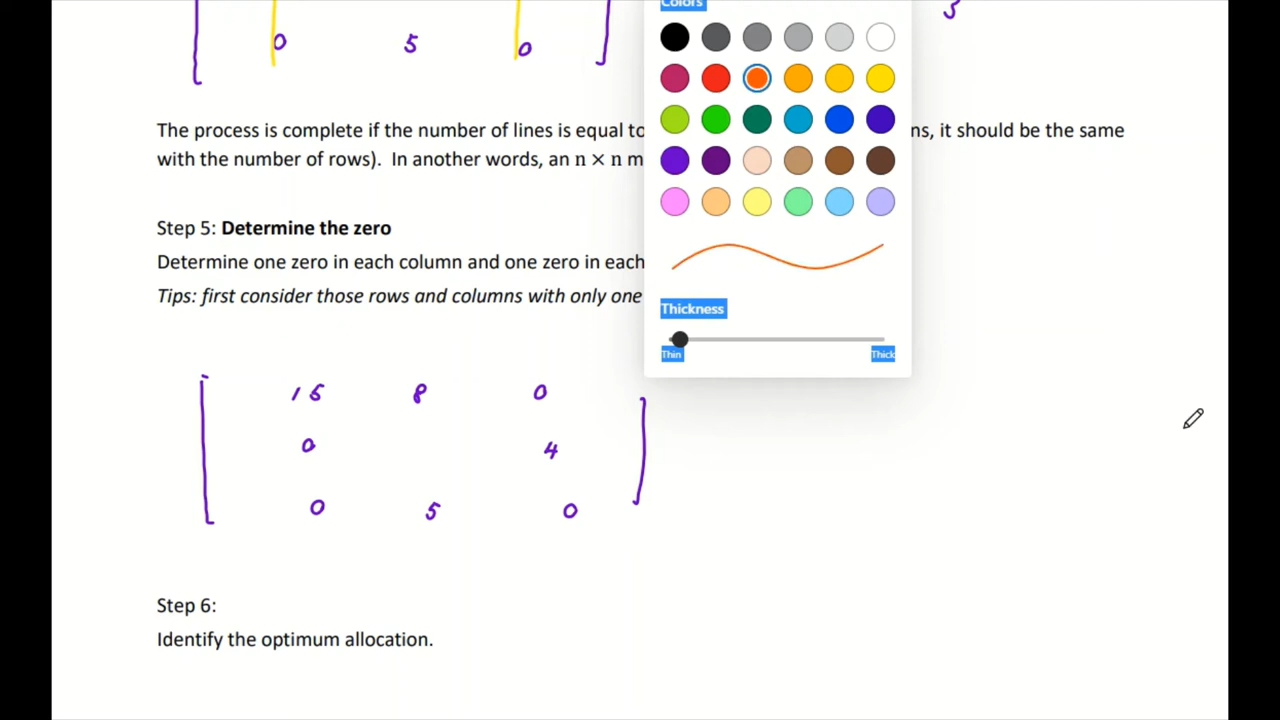 Colors
0 5 0
The process is complete if the number of lines is equal to ns, it should be the same
with the number of rows). In another words, an n × n m
Step 5: Determine the zero
Determine one zero in each column and one zero in each
Tips: first consider those rows and columns with only one
Thickness
Thin Thick
15 8 0
0 4
0 5 0
Step 6:
Identify the optimum allocation.